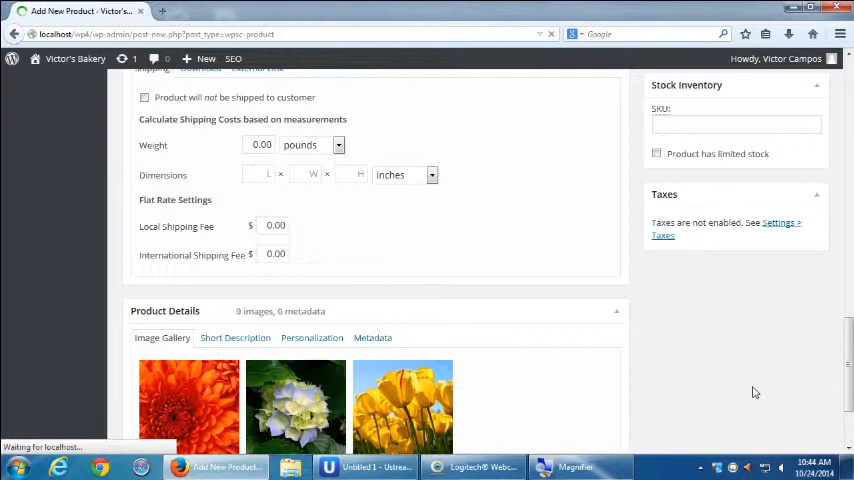 Add New Product ‹ Victor's ...
localhost/wp4/wp-admin/post-new.php?post_type=wpsc-product
Google
Victor's Bakery
1
0
New
SEO
Howdy, Victor Campos
Product will not be shipped to customer
Calculate Shipping Costs based on measurements
Weight
0.00
pounds
Dimensions
L × W × H
inches
Flat Rate Settings
Local Shipping Fee $ 0.00
International Shipping Fee $ 0.00
Stock Inventory
SKU:
Product has limited stock
Taxes
Taxes are not enabled. See Settings >
Taxes
Product Details
0 images, 0 metadata
Image Gallery
Short Description
Personalization
Metadata
Waiting for localhost...
Add New Product...
Untitled 1 - Ustrea...
Logitech® Webc...
Magnifier
10:44 AM
10/24/2014